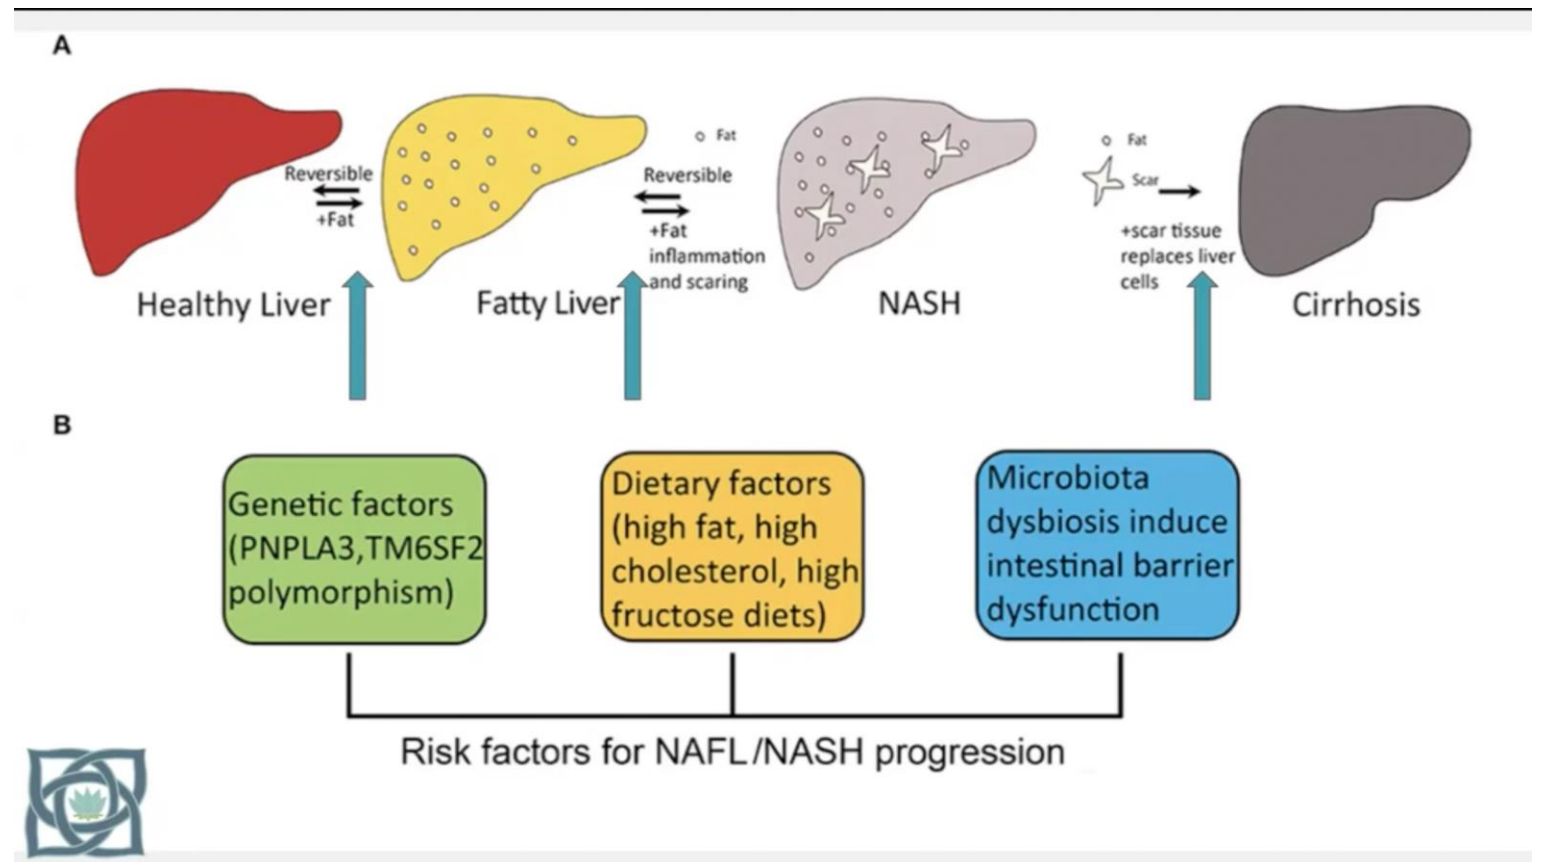 A
Reversible
+Fat
Healthy Liver
Fatty Liver
Fat
Reversible
+Fat
inflammation
and scaring
NASH
Fat
Scar
+scar tissue
replaces liver
cells
Cirrhosis
B
Genetic factors
(PNPLA3,TM6SF2
polymorphism)
Dietary factors
(high fat, high
cholesterol, high
fructose diets)
Microbiota
dysbiosis induce
intestinal barrier
dysfunction
Risk factors for NAFL/NASH progression